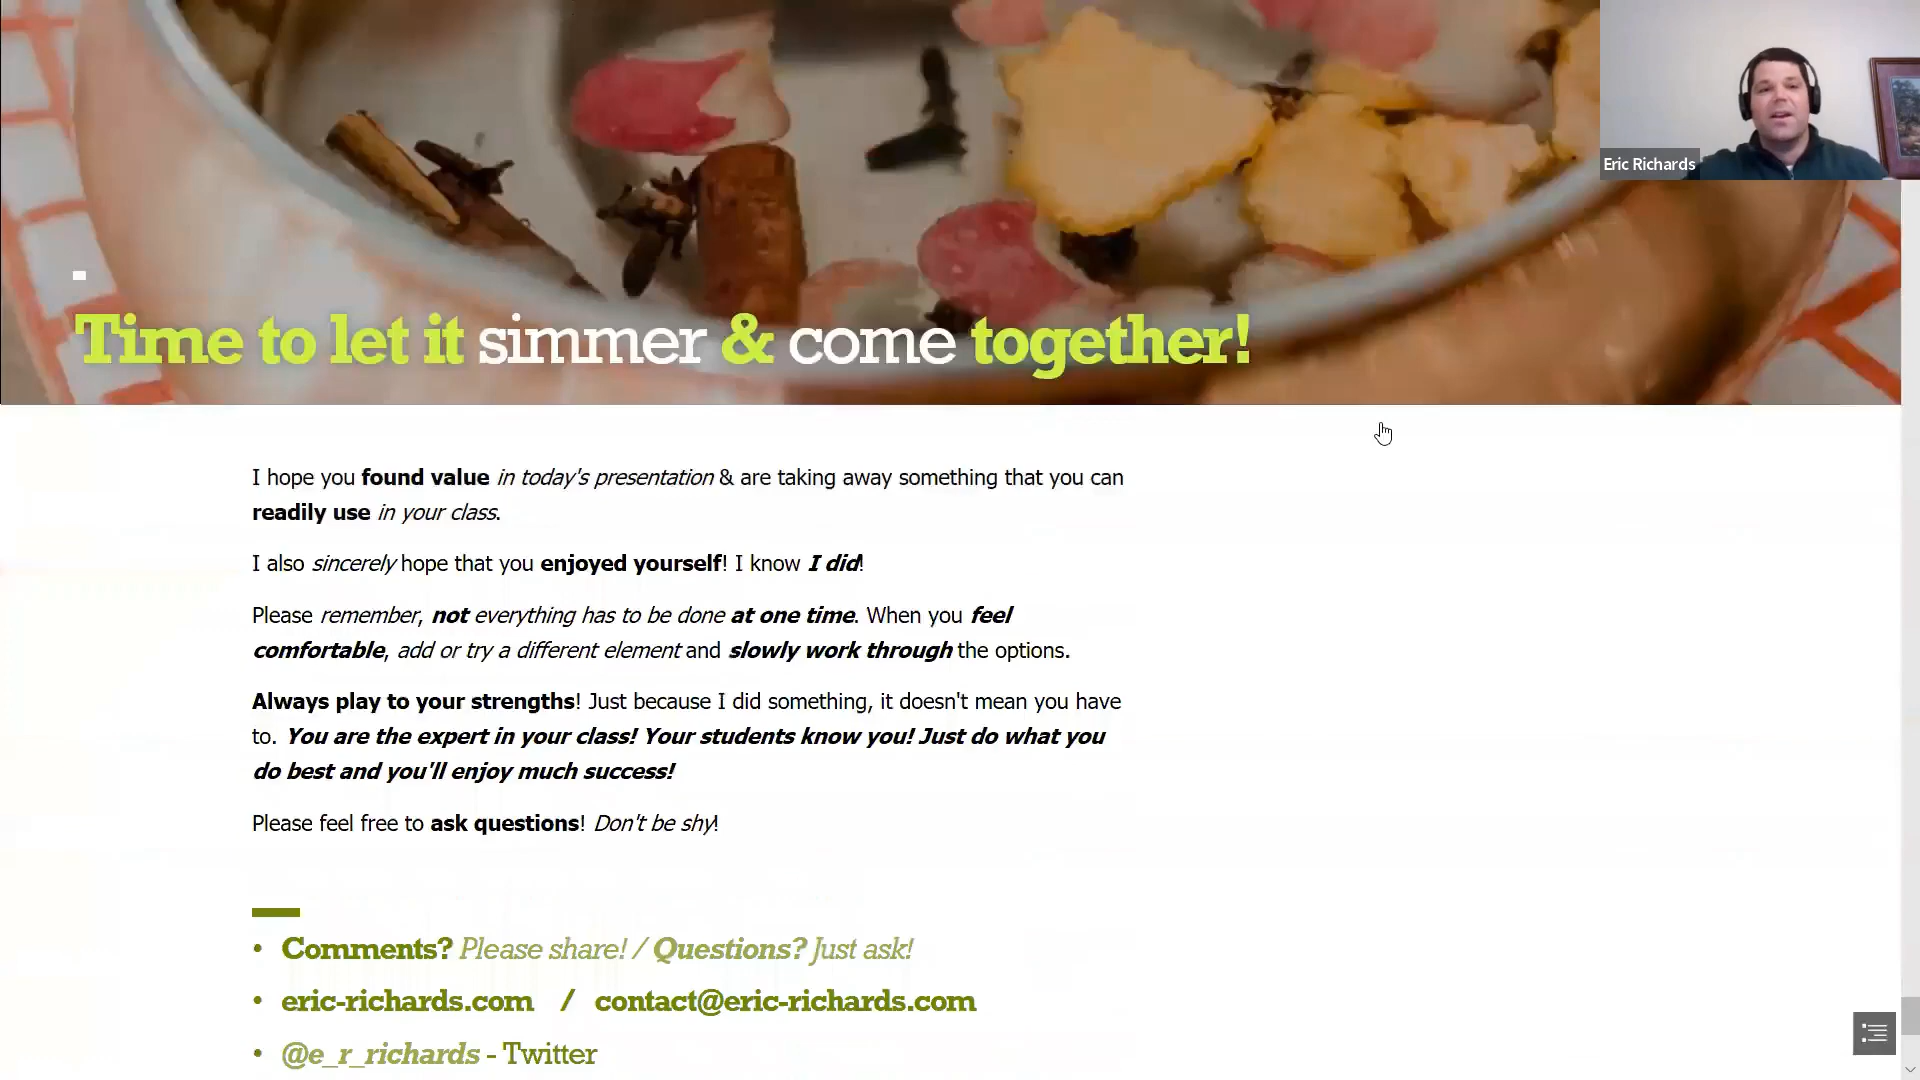 Eric Richards
Time to let it simmer & come together!
I hope you found value in today's presentation & are taking away something that you can
readily use in your class.
I also sincerely hope that you enjoyed yourself! I know I did!
Please remember, not everything has to be done at one time. When you feel
comfortable, add or try a different element and slowly work through the options.
Always play to your strengths! Just because I did something, it doesn't mean you have
to. You are the expert in your class! Your students know you! Just do what you
do best and you'll enjoy much success!
Please feel free to ask questions! Don't be shy!
• Comments? Please share! / Questions? Just ask!
• eric-richards.com / contact@eric-richards.com
• @e_r_richards - Twitter